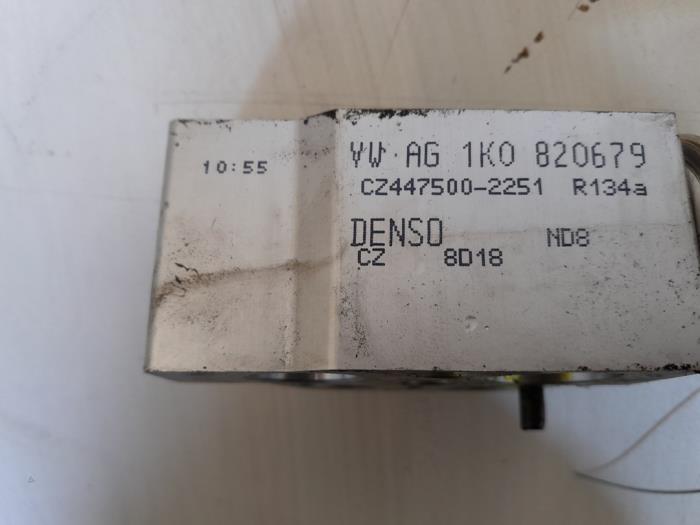 10:55
VW AG 1K0 820679
CZ447500-2251 R134a
DENSO ND8
CZ 8D18